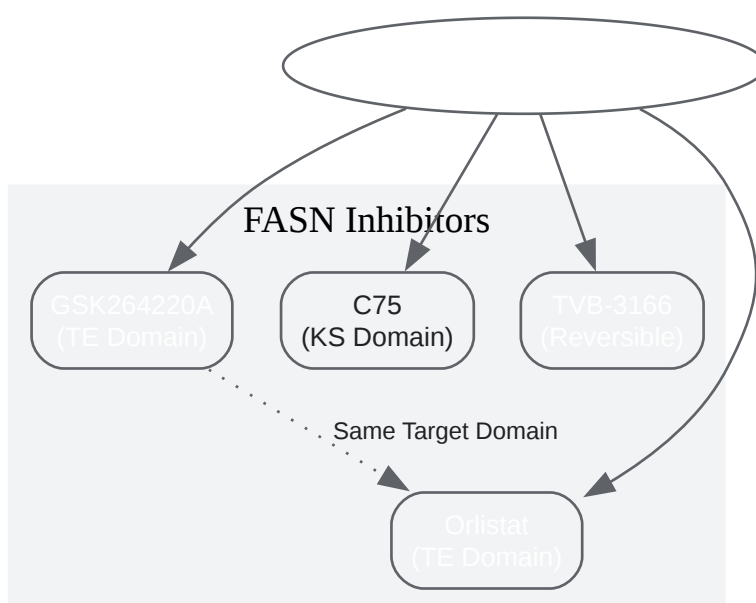 FASN Inhibitors
GSK264220A
(TE Domain)
C75
(KS Domain)
TVB-3166
(Reversible)
Same Target Domain
Orlistat
(TE Domain)